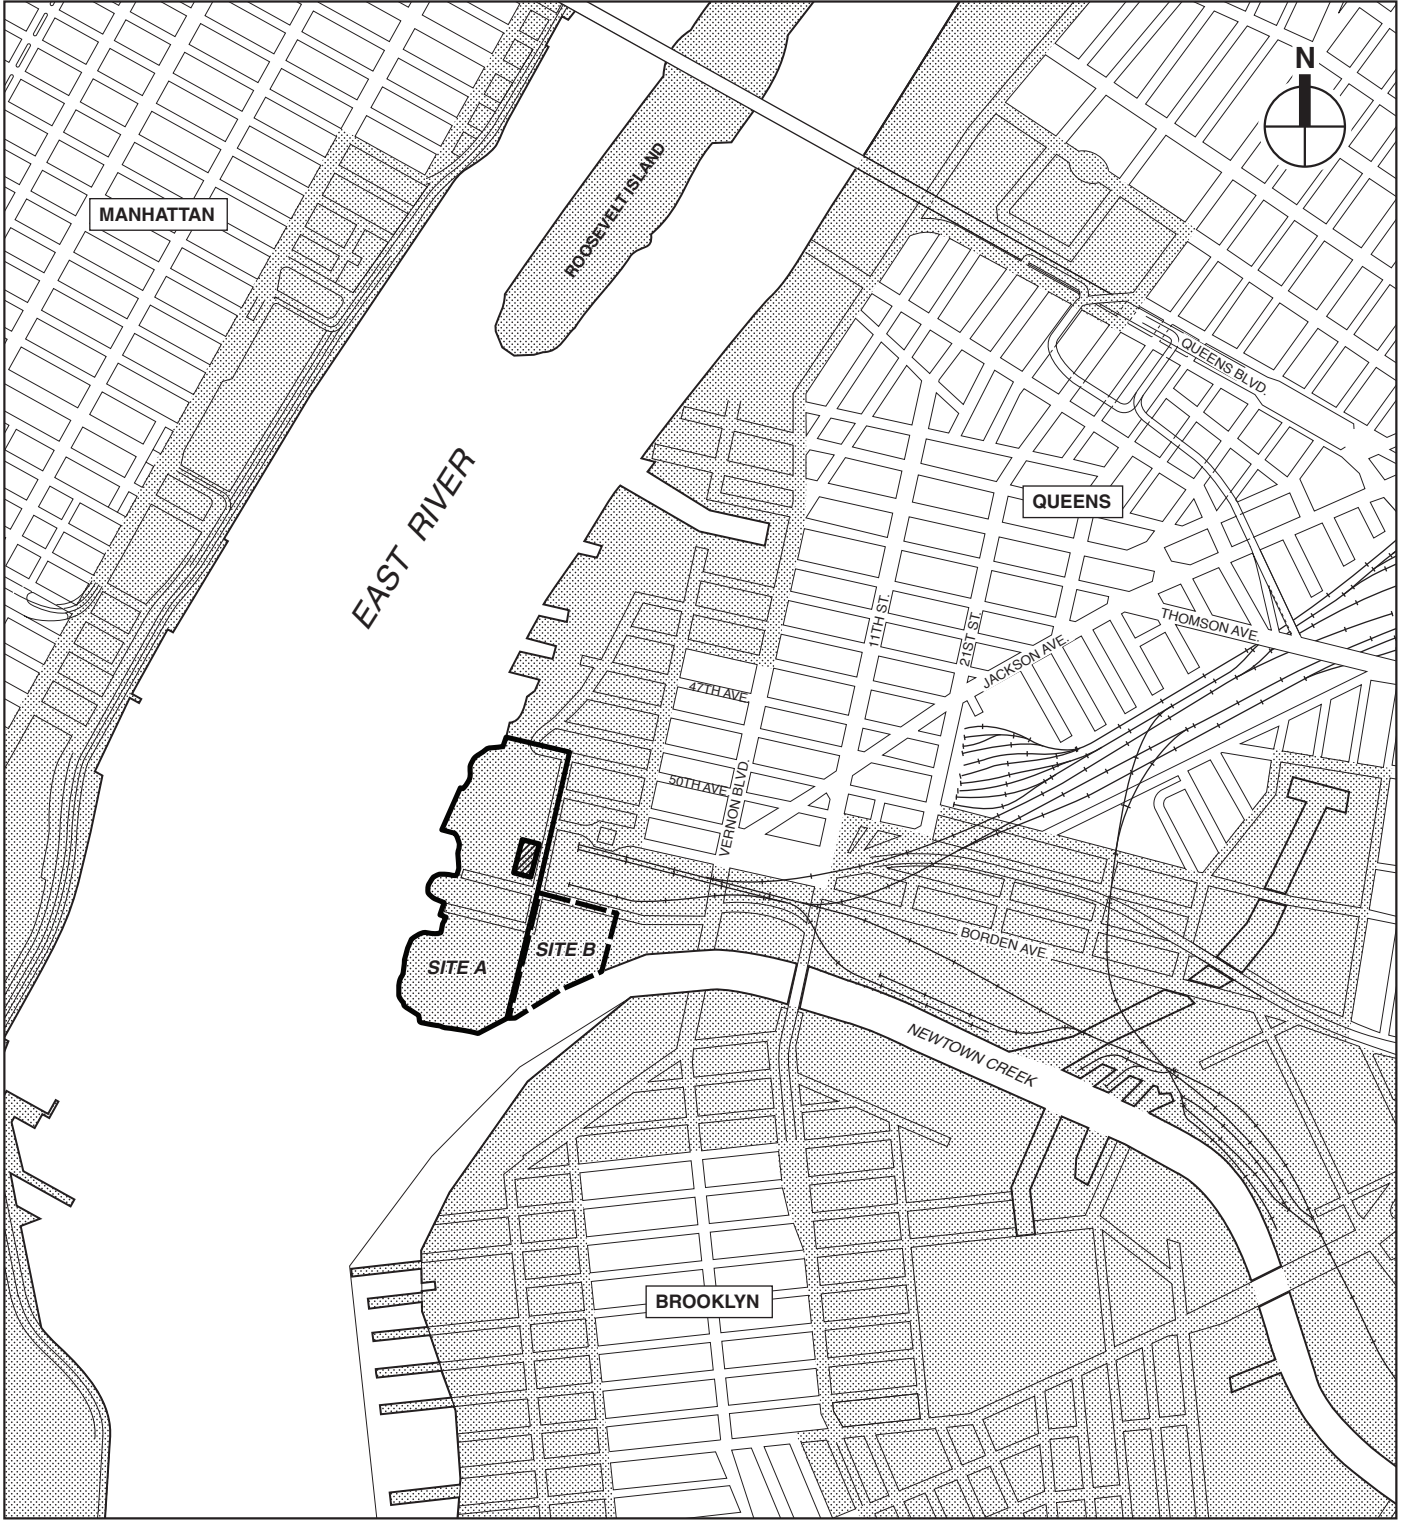 N
MANHATTAN
ROOSEVELT ISLAND
QUEENS BLVD.
EAST RIVER
QUEENS
11TH ST.
21ST ST.
THOMSON AVE.
JACKSON AVE.
47TH AVE.
50TH AVE.
VERNON BLVD.
SITE B
SITE A
BORDEN AVE.
NEWTOWN CREEK
BROOKLYN